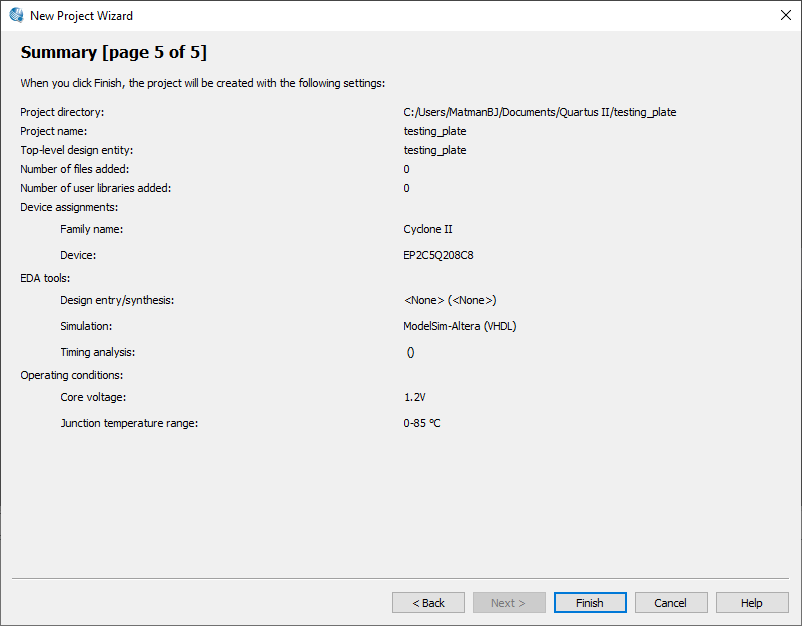 New Project Wizard
Summary [page 5 of 5]
When you click Finish, the project will be created with the following settings:
Project directory: C:/Users/MatmanBJ/Documents/Quartus II/testing_plate
Project name: testing_plate
Top-level design entity: testing_plate
Number of files added: 0
Number of user libraries added: 0
Device assignments:
Family name: Cyclone II
Device: EP2C5Q208C8
EDA tools:
Design entry/synthesis: <None> (<None>)
Simulation: ModelSim-Altera (VHDL)
Timing analysis: ()
Operating conditions:
Core voltage: 1.2V
Junction temperature range: 0-85 ºC
< Back Next > Finish Cancel Help